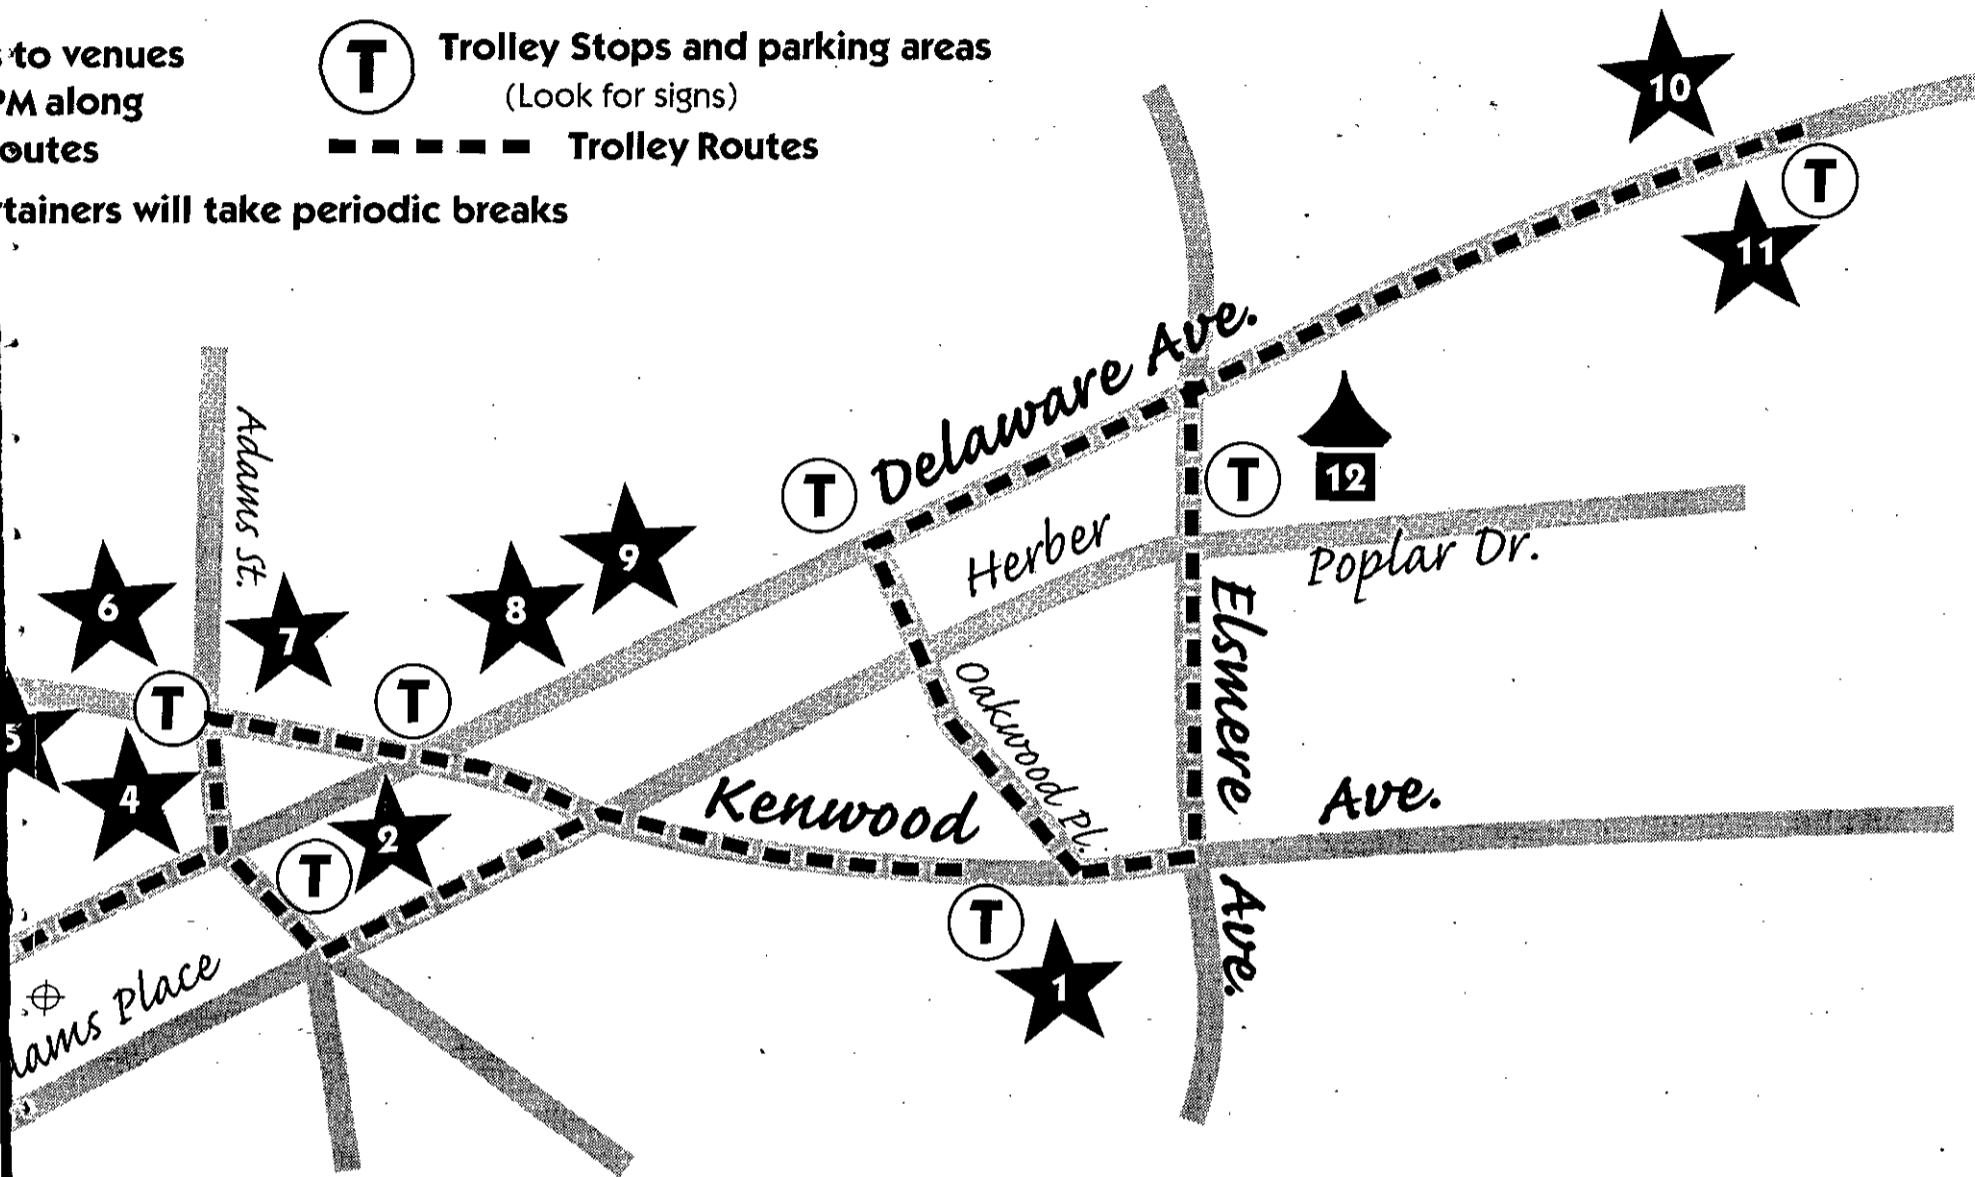 to venues
PM along
outes
T
Trolley Stops and parking areas
(Look for signs)
Trolley Routes
tainers will take periodic breaks
10
T
11
Delaware Ave.
Adams St.
T
T
12
9
Herber
Poplar Dr.
6
8
7
Elsmere
T
T
Oakwood Pl.
5
4
2
Kenwood
Ave.
T
T
Ave.
1
dams Place